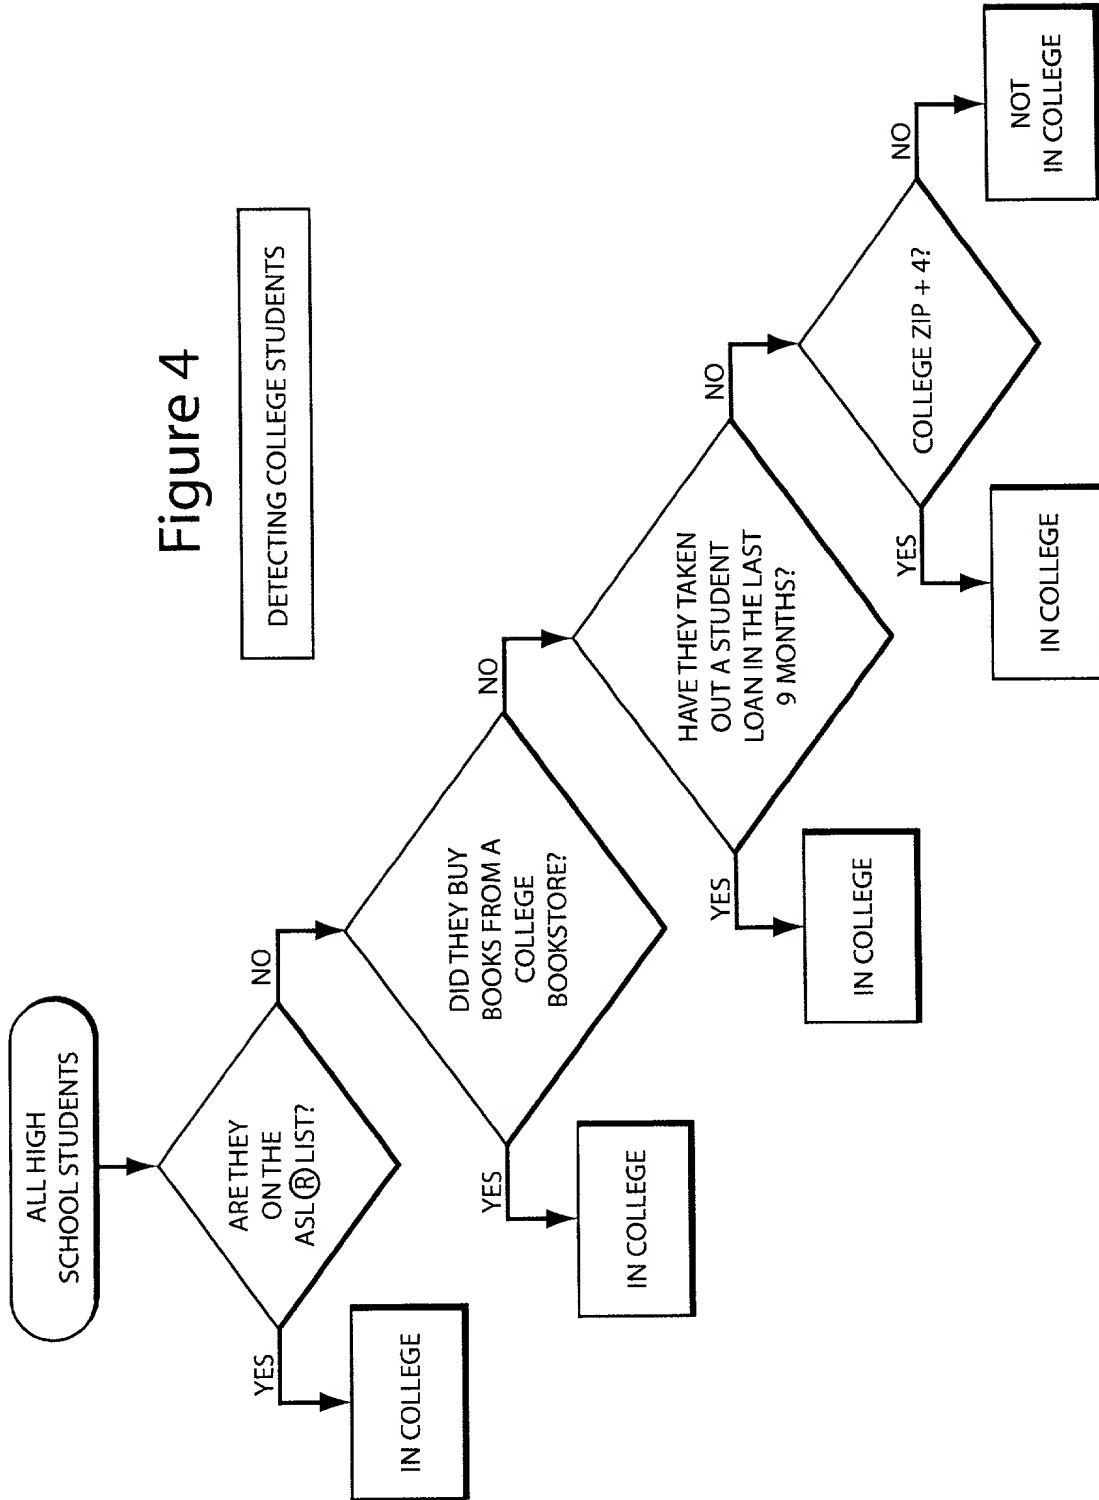 Figure 4
DETECTING COLLEGE STUDENTS
ALL HIGH
SCHOOL STUDENTS
ARE THEY
ON THE
ASL ® LIST?
YES
NO
IN COLLEGE
DID THEY BUY
BOOKS FROM A
COLLEGE
BOOKSTORE?
YES
NO
IN COLLEGE
HAVE THEY TAKEN
OUT A STUDENT
LOAN IN THE LAST
9 MONTHS?
YES
NO
IN COLLEGE
COLLEGE ZIP + 4?
YES
NO
IN COLLEGE
NOT
IN COLLEGE